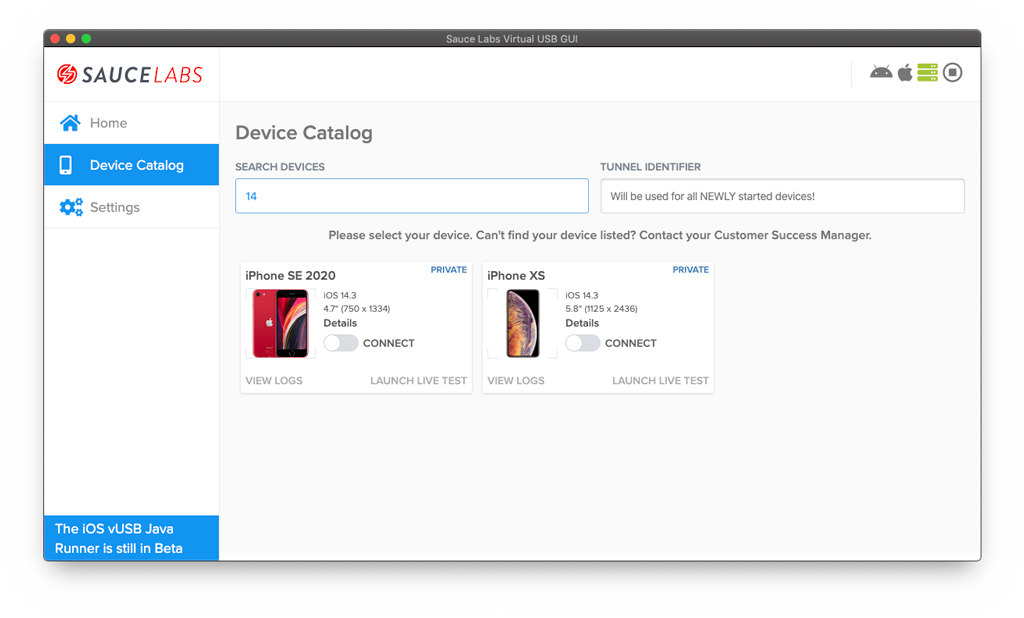 Sauce Labs Virtual USB GUI
SAUCELABS
Home
Device Catalog
Settings
Device Catalog
SEARCH DEVICES
14
TUNNEL IDENTIFIER
Will be used for all NEWLY started devices!
Please select your device. Can't find your device listed? Contact your Customer Success Manager.
iPhone SE 2020
PRIVATE
iOS 14.3
4.7" (750 x 1334)
Details
CONNECT
VIEW LOGS
LAUNCH LIVE TEST
iPhone XS
PRIVATE
iOS 14.3
5.8" (1125 x 2436)
Details
CONNECT
VIEW LOGS
LAUNCH LIVE TEST
The iOS vUSB Java
Runner is still in Beta